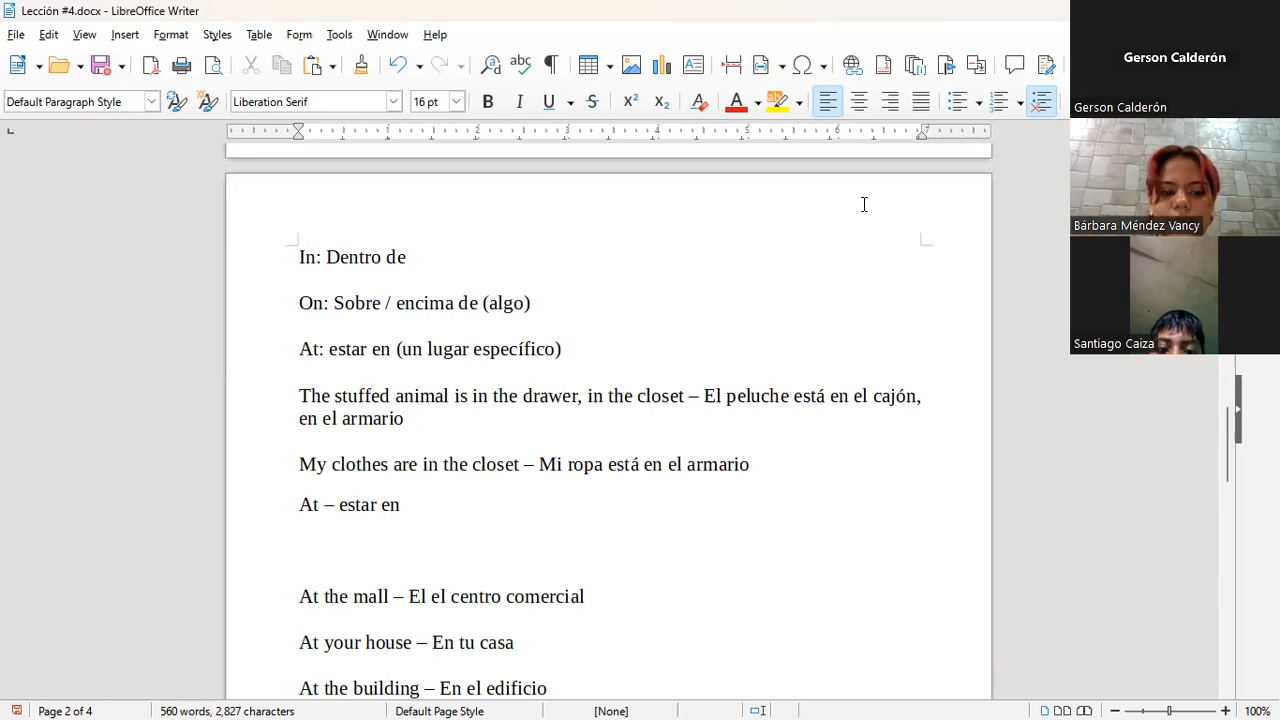 Lección #4.docx - LibreOffice Writer
File Edit View Insert Format Styles Table Form Tools Window Help
Default Paragraph Style Liberation Serif 16 pt
In: Dentro de
On: Sobre / encima de (algo)
At: estar en (un lugar específico)
The stuffed animal is in the drawer, in the closet – El peluche está en el cajón,
en el armario
My clothes are in the closet – Mi ropa está en el armario
At – estar en
At the mall – El el centro comercial
At your house – En tu casa
At the building – En el edificio
Page 2 of 4 560 words, 2,827 characters Default Page Style [None] 100%
Gerson Calderón
Gerson Calderón
Bárbara Méndez Vancy
Santiago Caiza